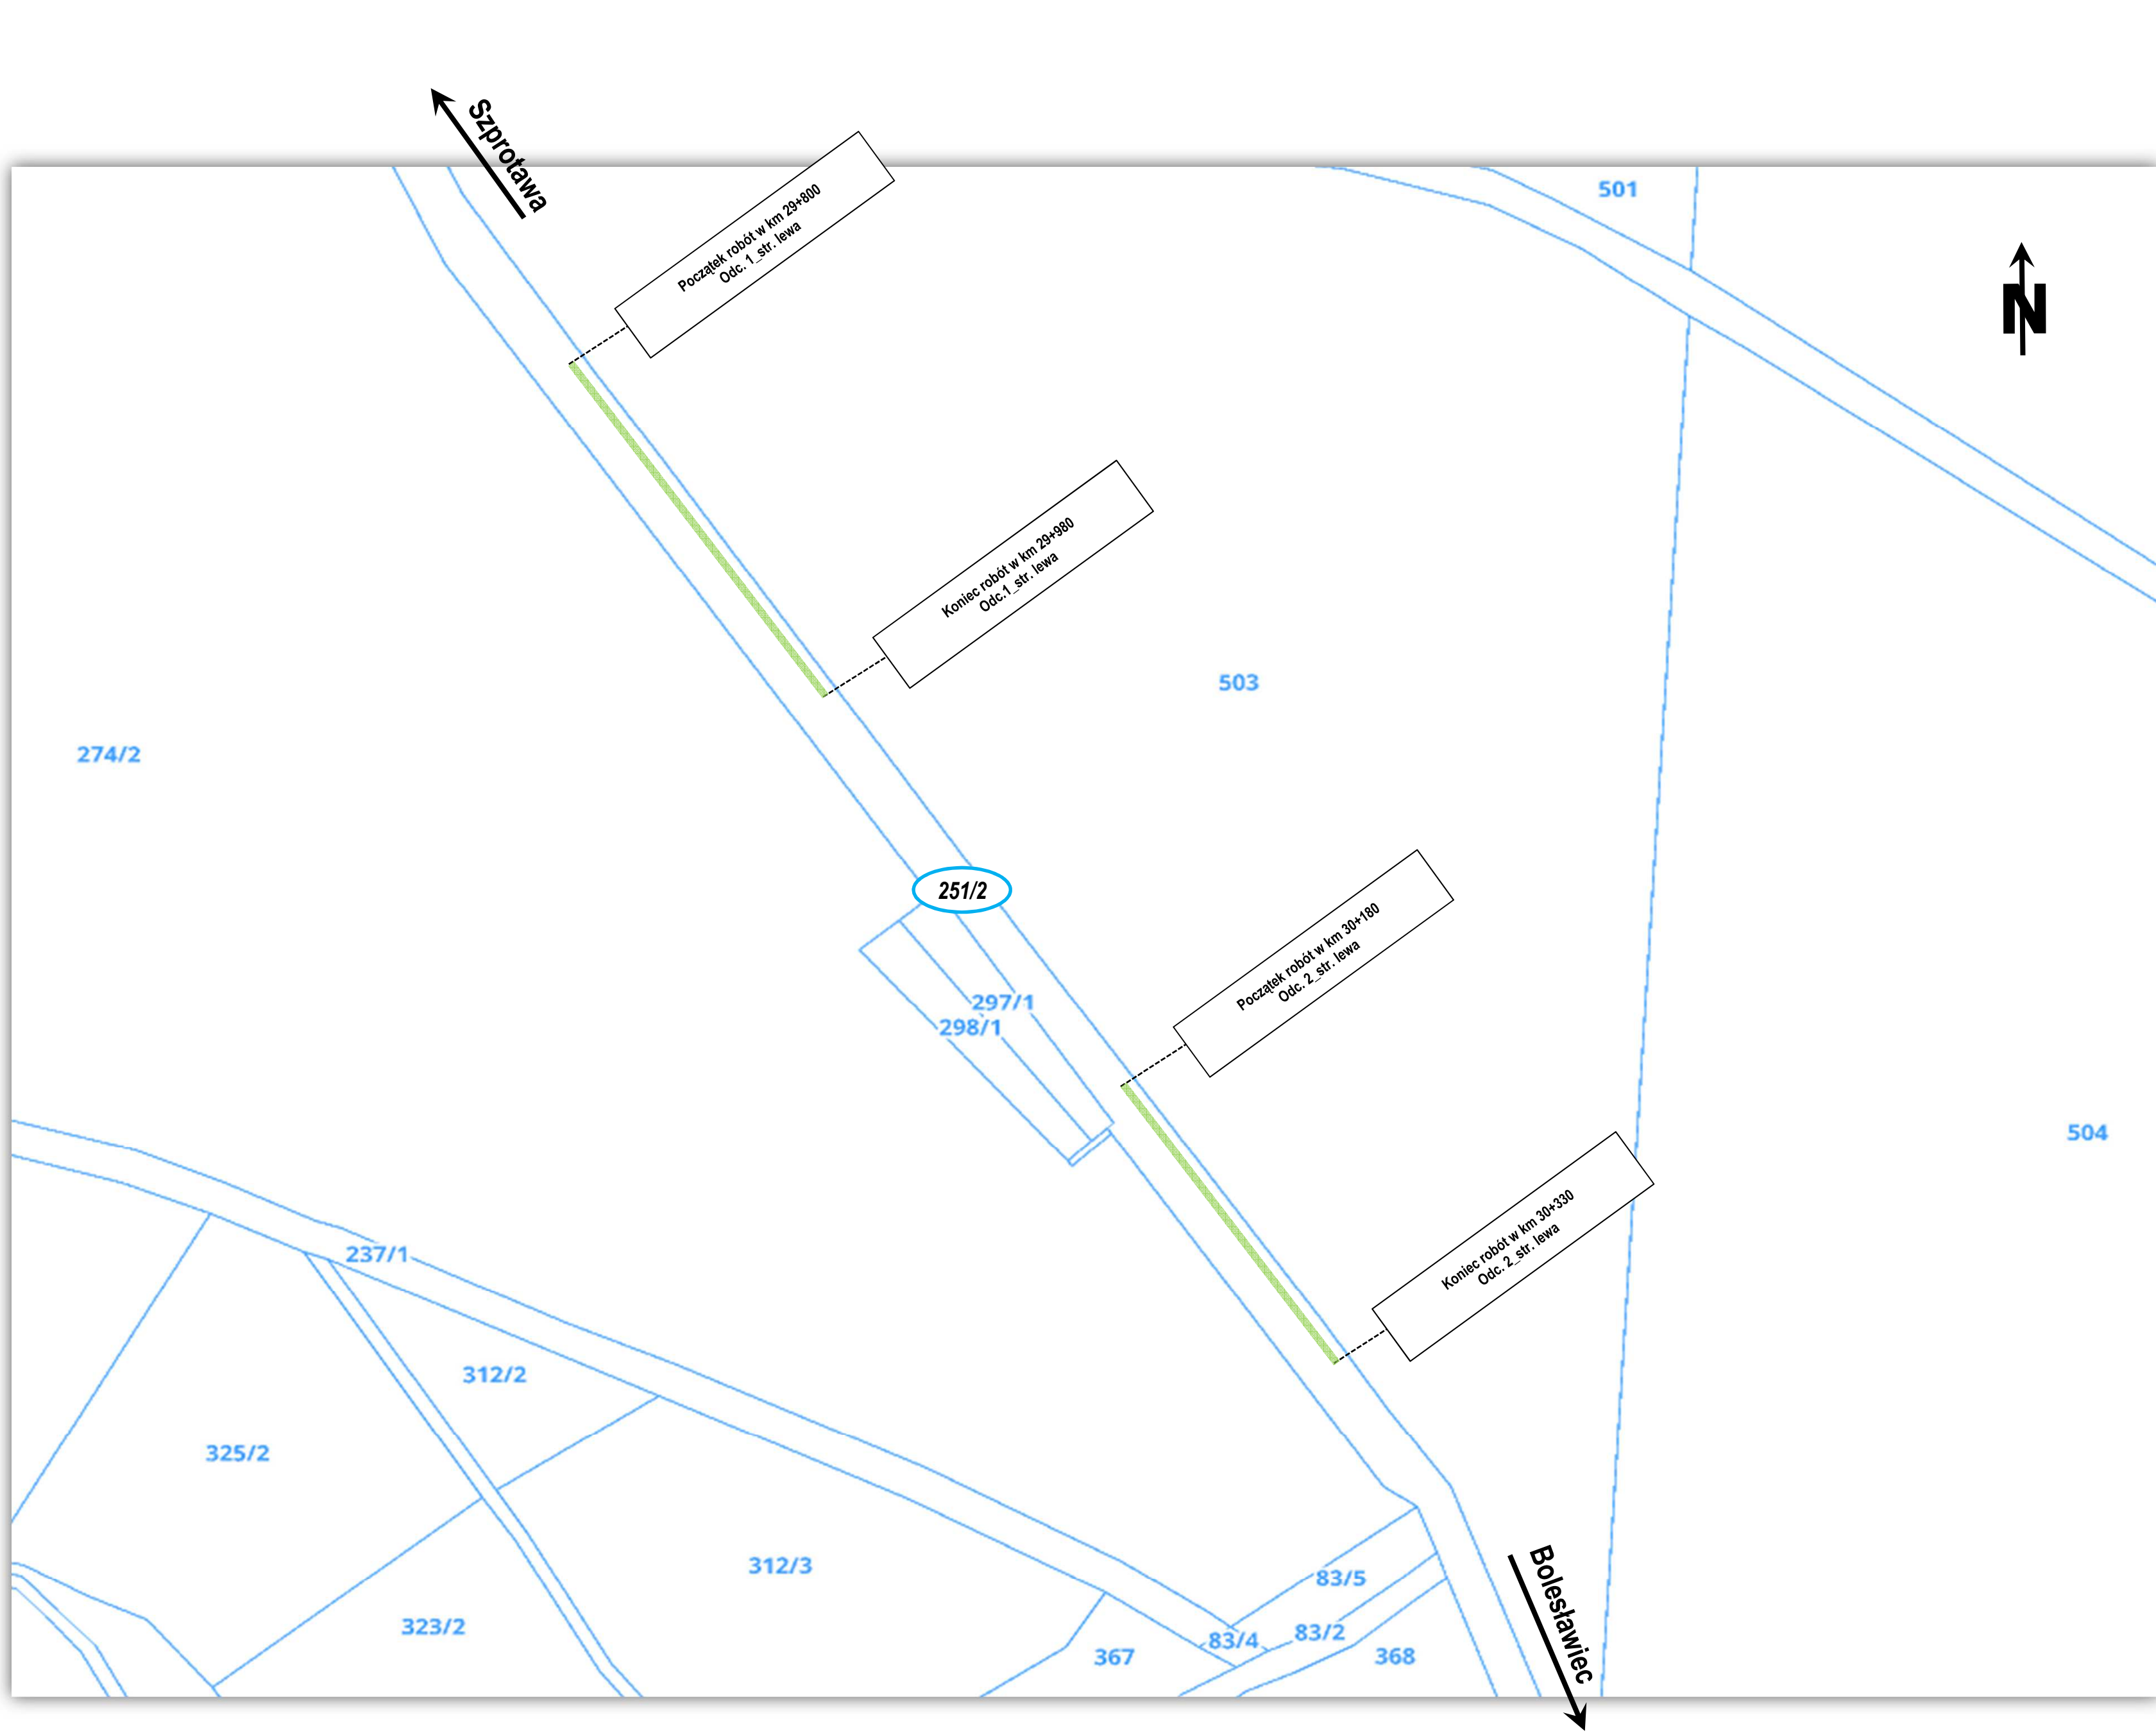 Szprotawa
Początek robót w km 29+800
Odc. 1_str. lewa
501
N
Koniec robót w km 29+980
Odc.1_str. lewa
503
274/2
251/2
Początek robót w km 30+180
Odc. 2_str. lewa
297/1
298/1
504
Koniec robót w km 30+330
Odc. 2_str. lewa
237/1
312/2
325/2
312/3
83/5
323/2
83/4
83/2
367
368
Bolesławiec